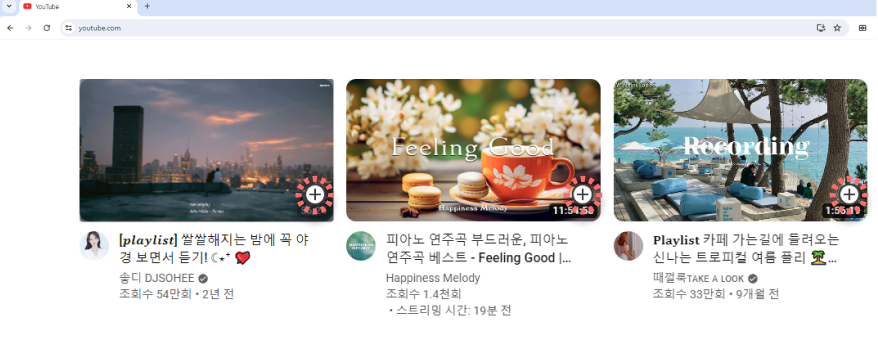 YouTube
youtube.com
Feeling Good
Happiness Melody
11:54:58
Recording
[playlist] 쌀쌀해지는 밤에 꼭 야
경 보면서 듣기! ☾⋆⁺ ❤️
쏭디 DJSOHEE
조회수 54만회 • 2년 전
피아노 연주곡 부드러운, 피아노
연주곡 베스트 - Feeling Good |...
Happiness Melody
조회수 1.4천회
• 스트리밍 시간: 19분 전
Playlist 카페 가는길에 들려오는
신나는 트로피컬 여름 플리 🏝️...
때껄룩TAKE A LOOK
조회수 33만회 • 9개월 전